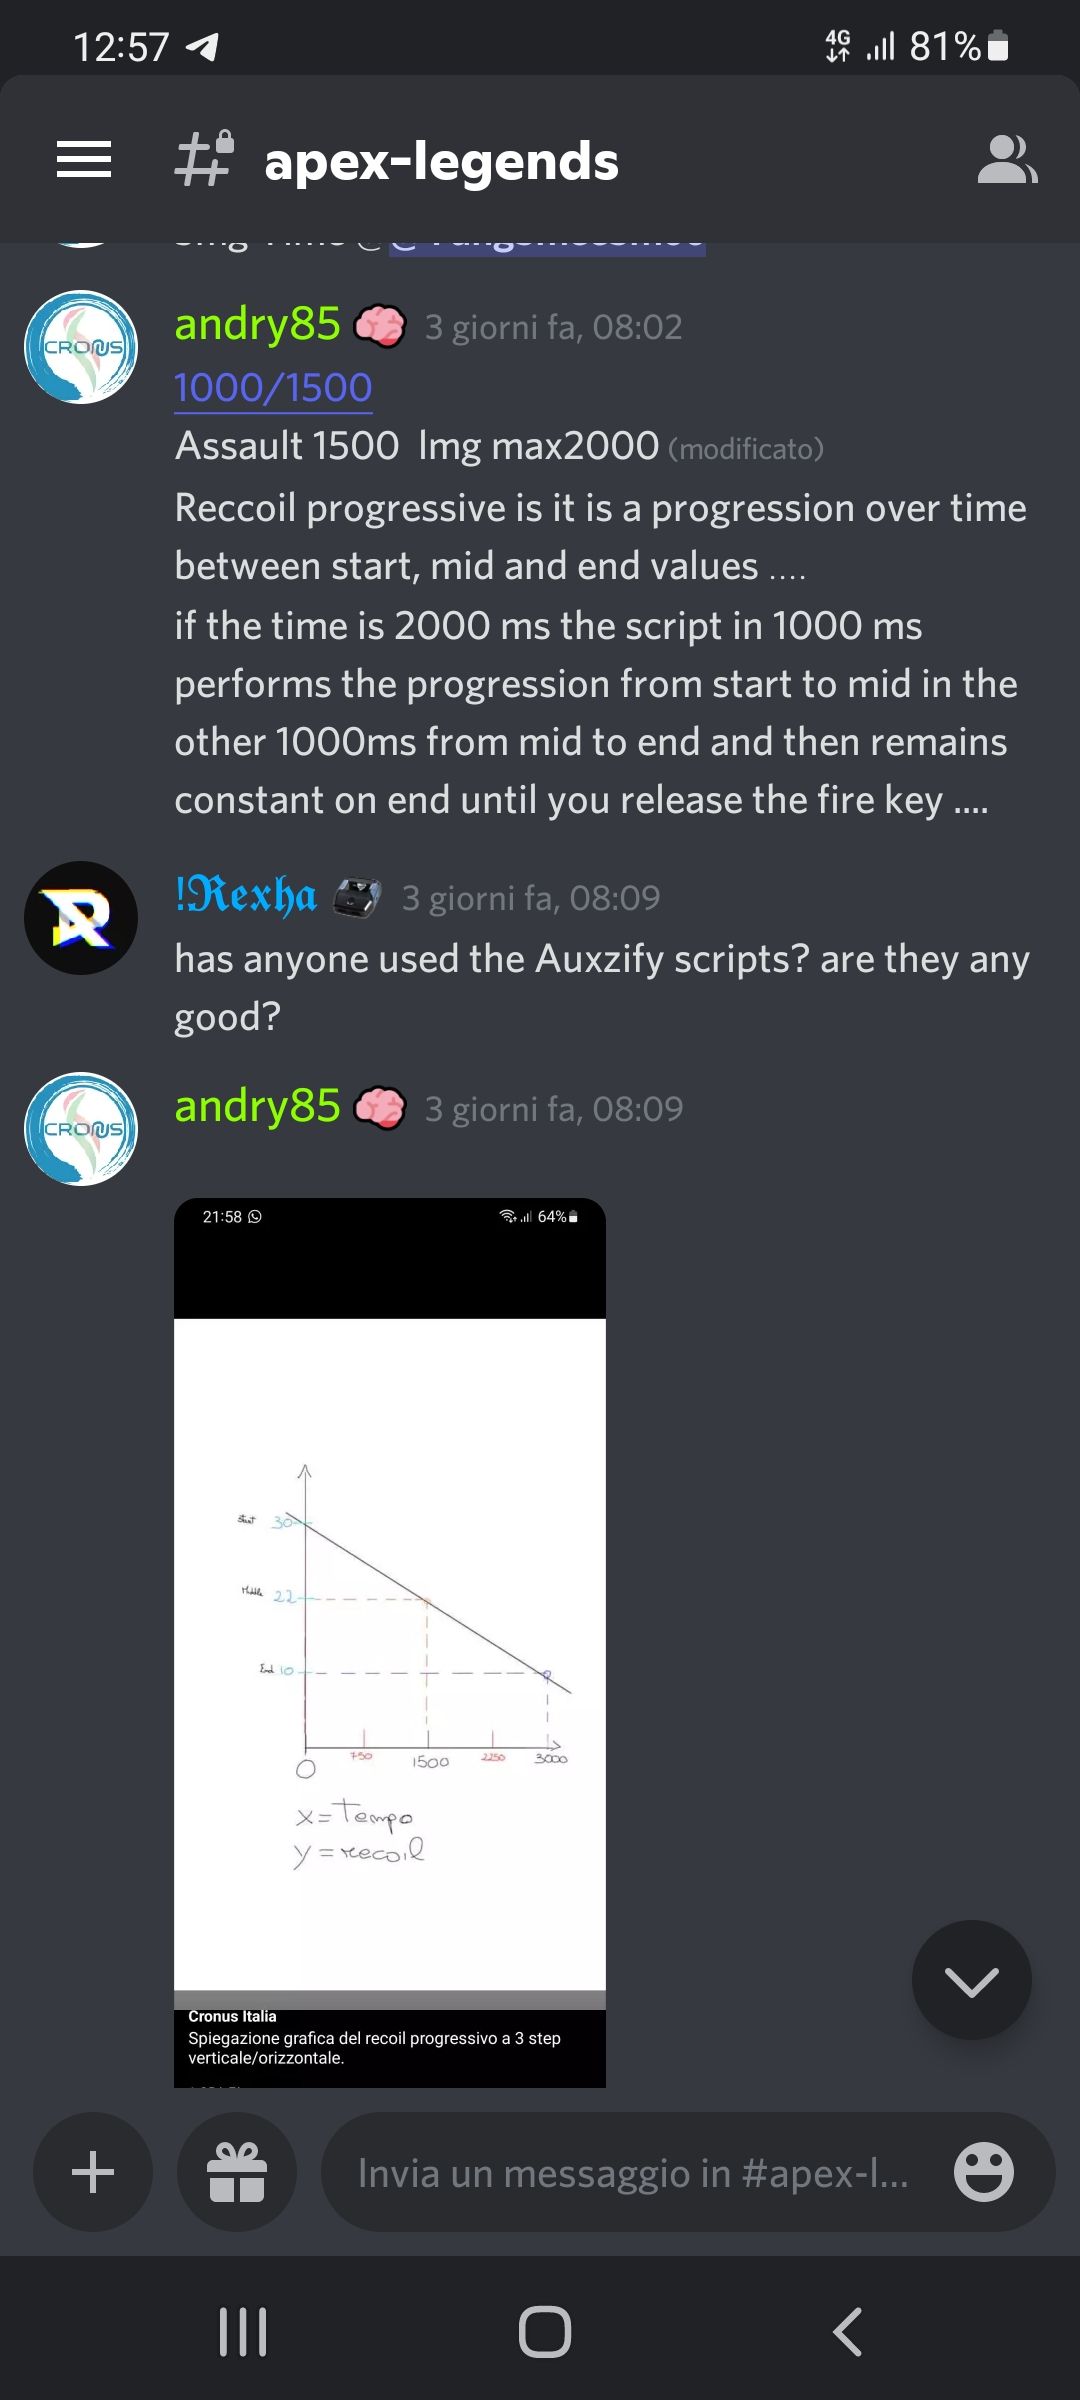 12:57
4G
81%
apex-legends
CRONUS
andry85 3 giorni fa, 08:02
1000/1500
Assault 1500 lmg max2000 (modificato)
Reccoil progressive is it is a progression over time
between start, mid and end values ....
if the time is 2000 ms the script in 1000 ms
performs the progression from start to mid in the
other 1000ms from mid to end and then remains
constant on end until you release the fire key ....
R
!Rexha 3 giorni fa, 08:09
has anyone used the Auxzify scripts? are they any
good?
CRONUS
andry85 3 giorni fa, 08:09
21:58
64%
Start 30
Middle 22
End 10
O
750
1500
2250
3000
x=Tempo
y=recoil
Cronus Italia
Spiegazione grafica del recoil progressivo a 3 step
verticale/orizzontale.
Invia un messaggio in #apex-l...